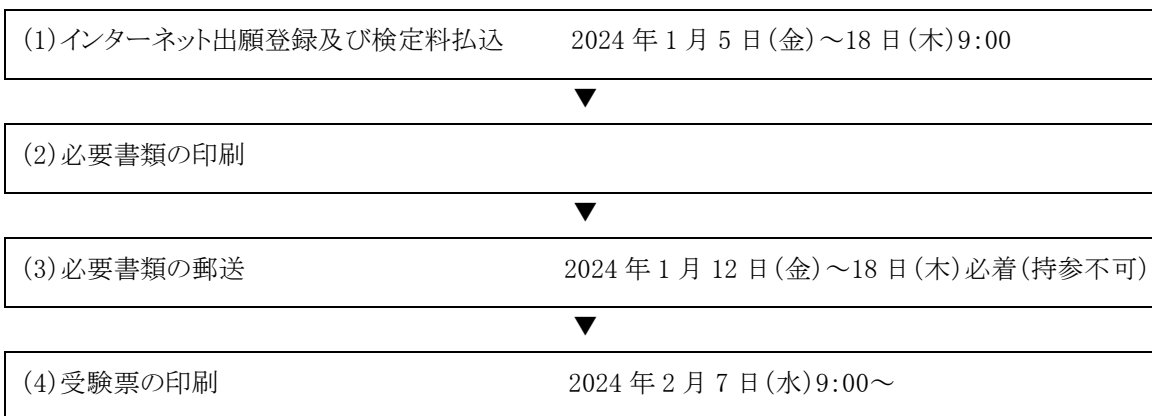 (1)インターネット出願登録及び検定料払込 2024 年 1 月 5 日(金)～18 日(木)9:00
▼
(2)必要書類の印刷
▼
(3)必要書類の郵送 2024 年 1 月 12 日(金)～18 日(木)必着(持参不可)
▼
(4)受験票の印刷 2024 年 2 月 7 日(水)9:00～